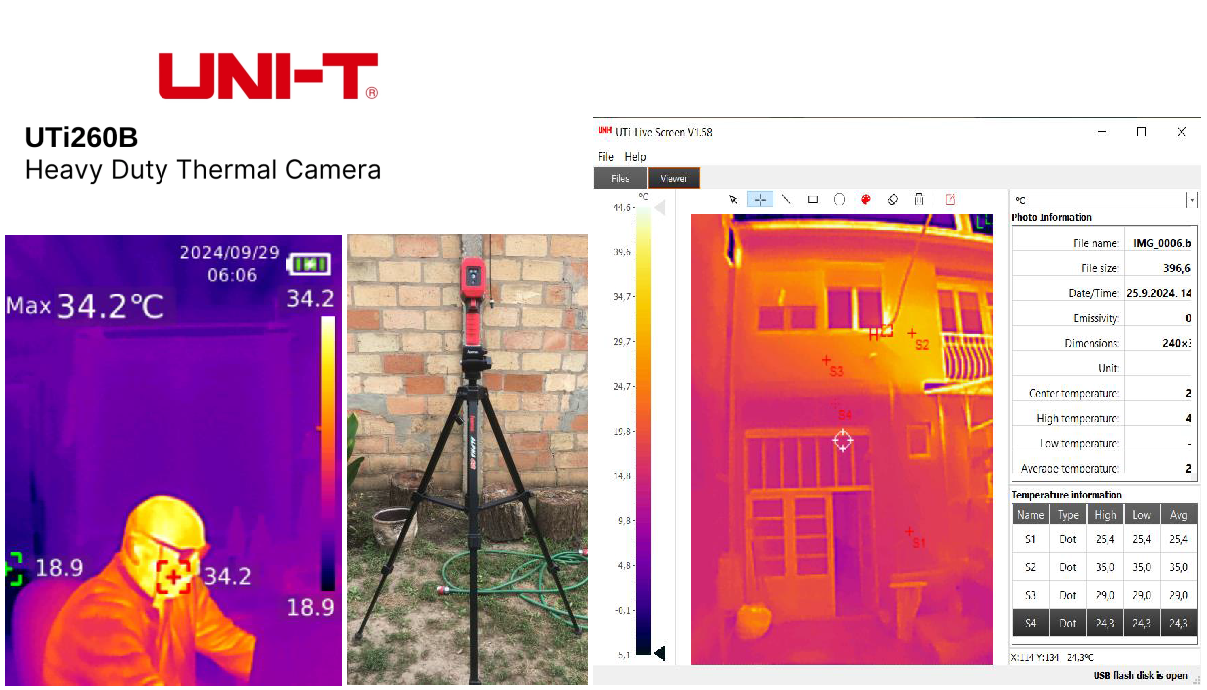 UNI-T®
UTi260B
Heavy Duty Thermal Camera
2024/09/29
06:06
Max 34.2°C
34.2
18.9
34.2
18.9
UNI-T UTi Live Screen V1.58
File Help
Files Viewer
°C
44,6
39,6
34,7
29,7
24,7
19,8
14,8
9,8
4,8
-0,1
5,1
S2
S3
S4
S1
°C
Photo Information
File name: IMG_0006.b
File size: 396,6
Date/Time: 25.9.2024. 14
Emissivity: 0
Dimensions: 240×3
Unit:
Center temperature: 2
High temperature: 4
Low temperature: -
Average temperature: 2
Temperature information
Name Type High Low Avg
S1 Dot 25,4 25,4 25,4
S2 Dot 35,0 35,0 35,0
S3 Dot 29,0 29,0 29,0
S4 Dot 24,3 24,3 24,3
X:114 Y:134 24,3°C
USB flash disk is open